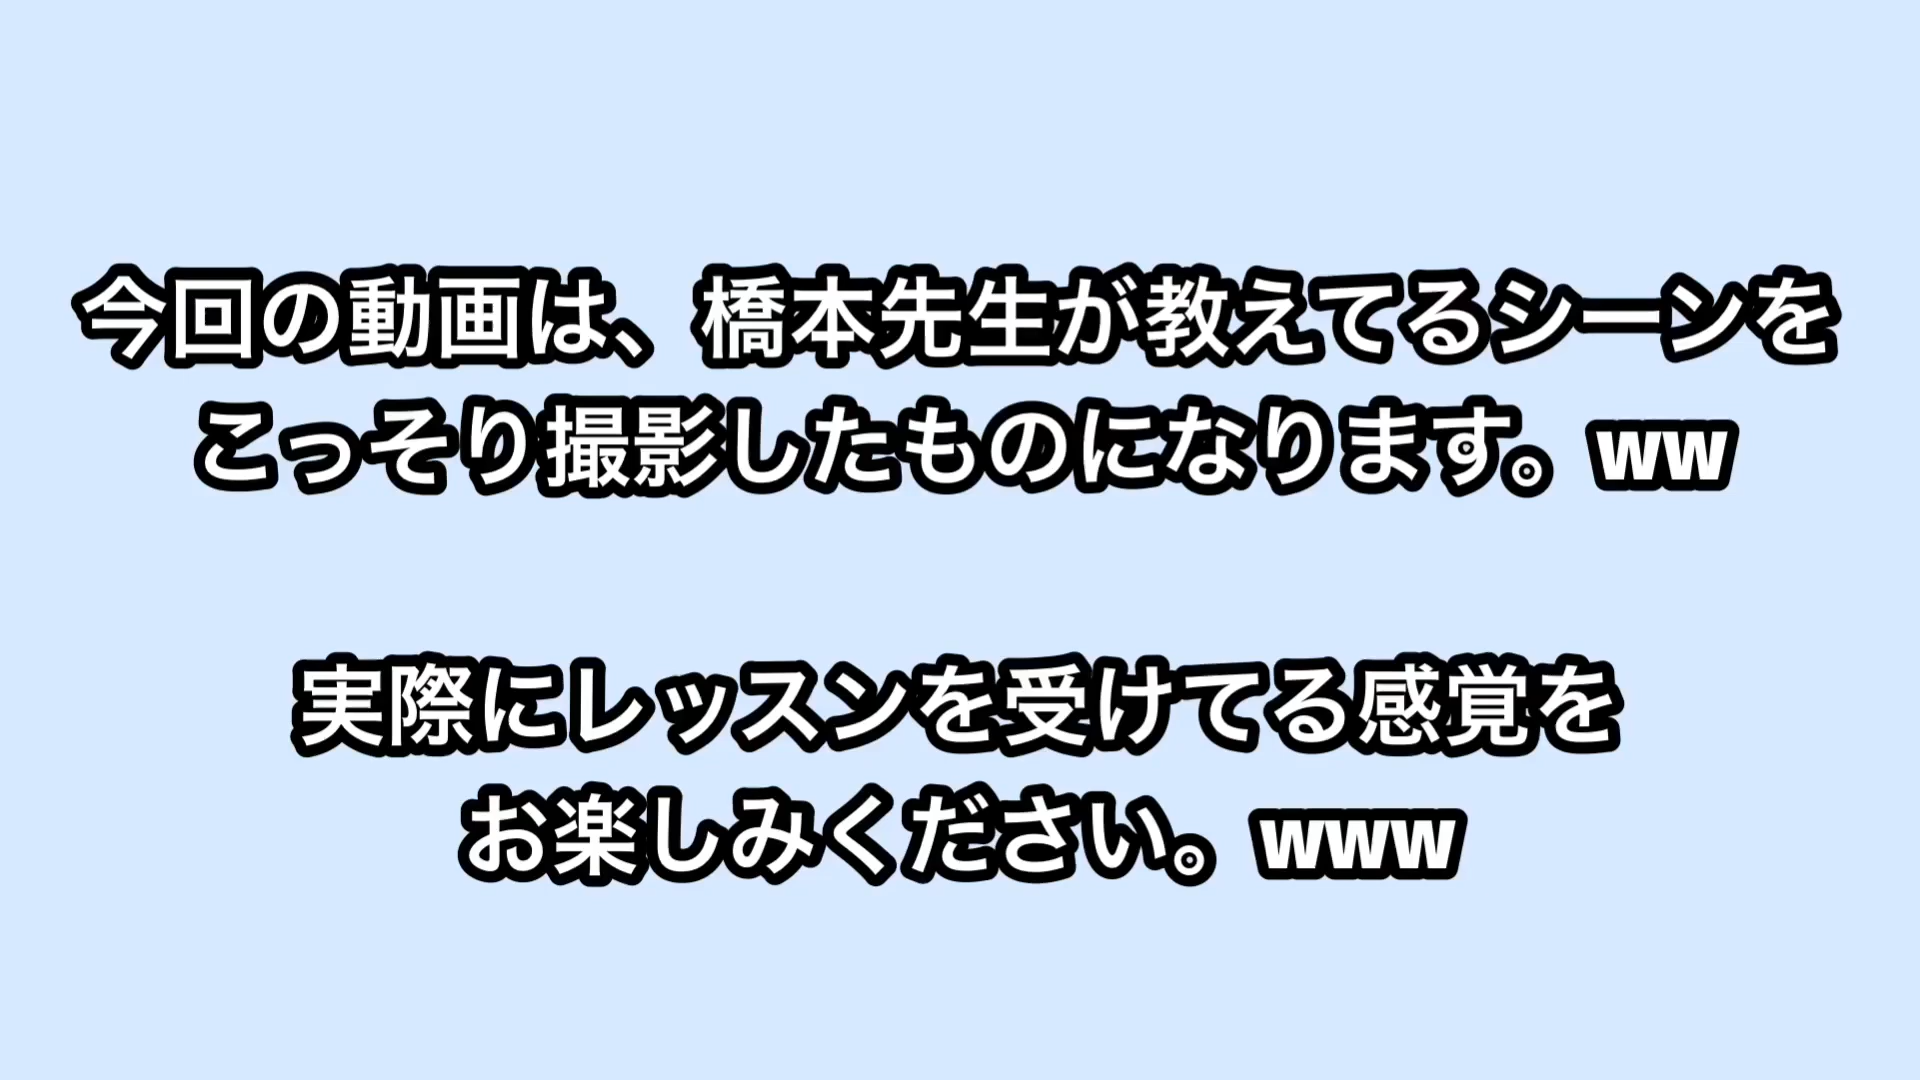 今回の動画は、橋本先生が教えてるシーンを
こっそり撮影したものになります。ww
実際にレッスンを受けてる感覚を
お楽しみください。www